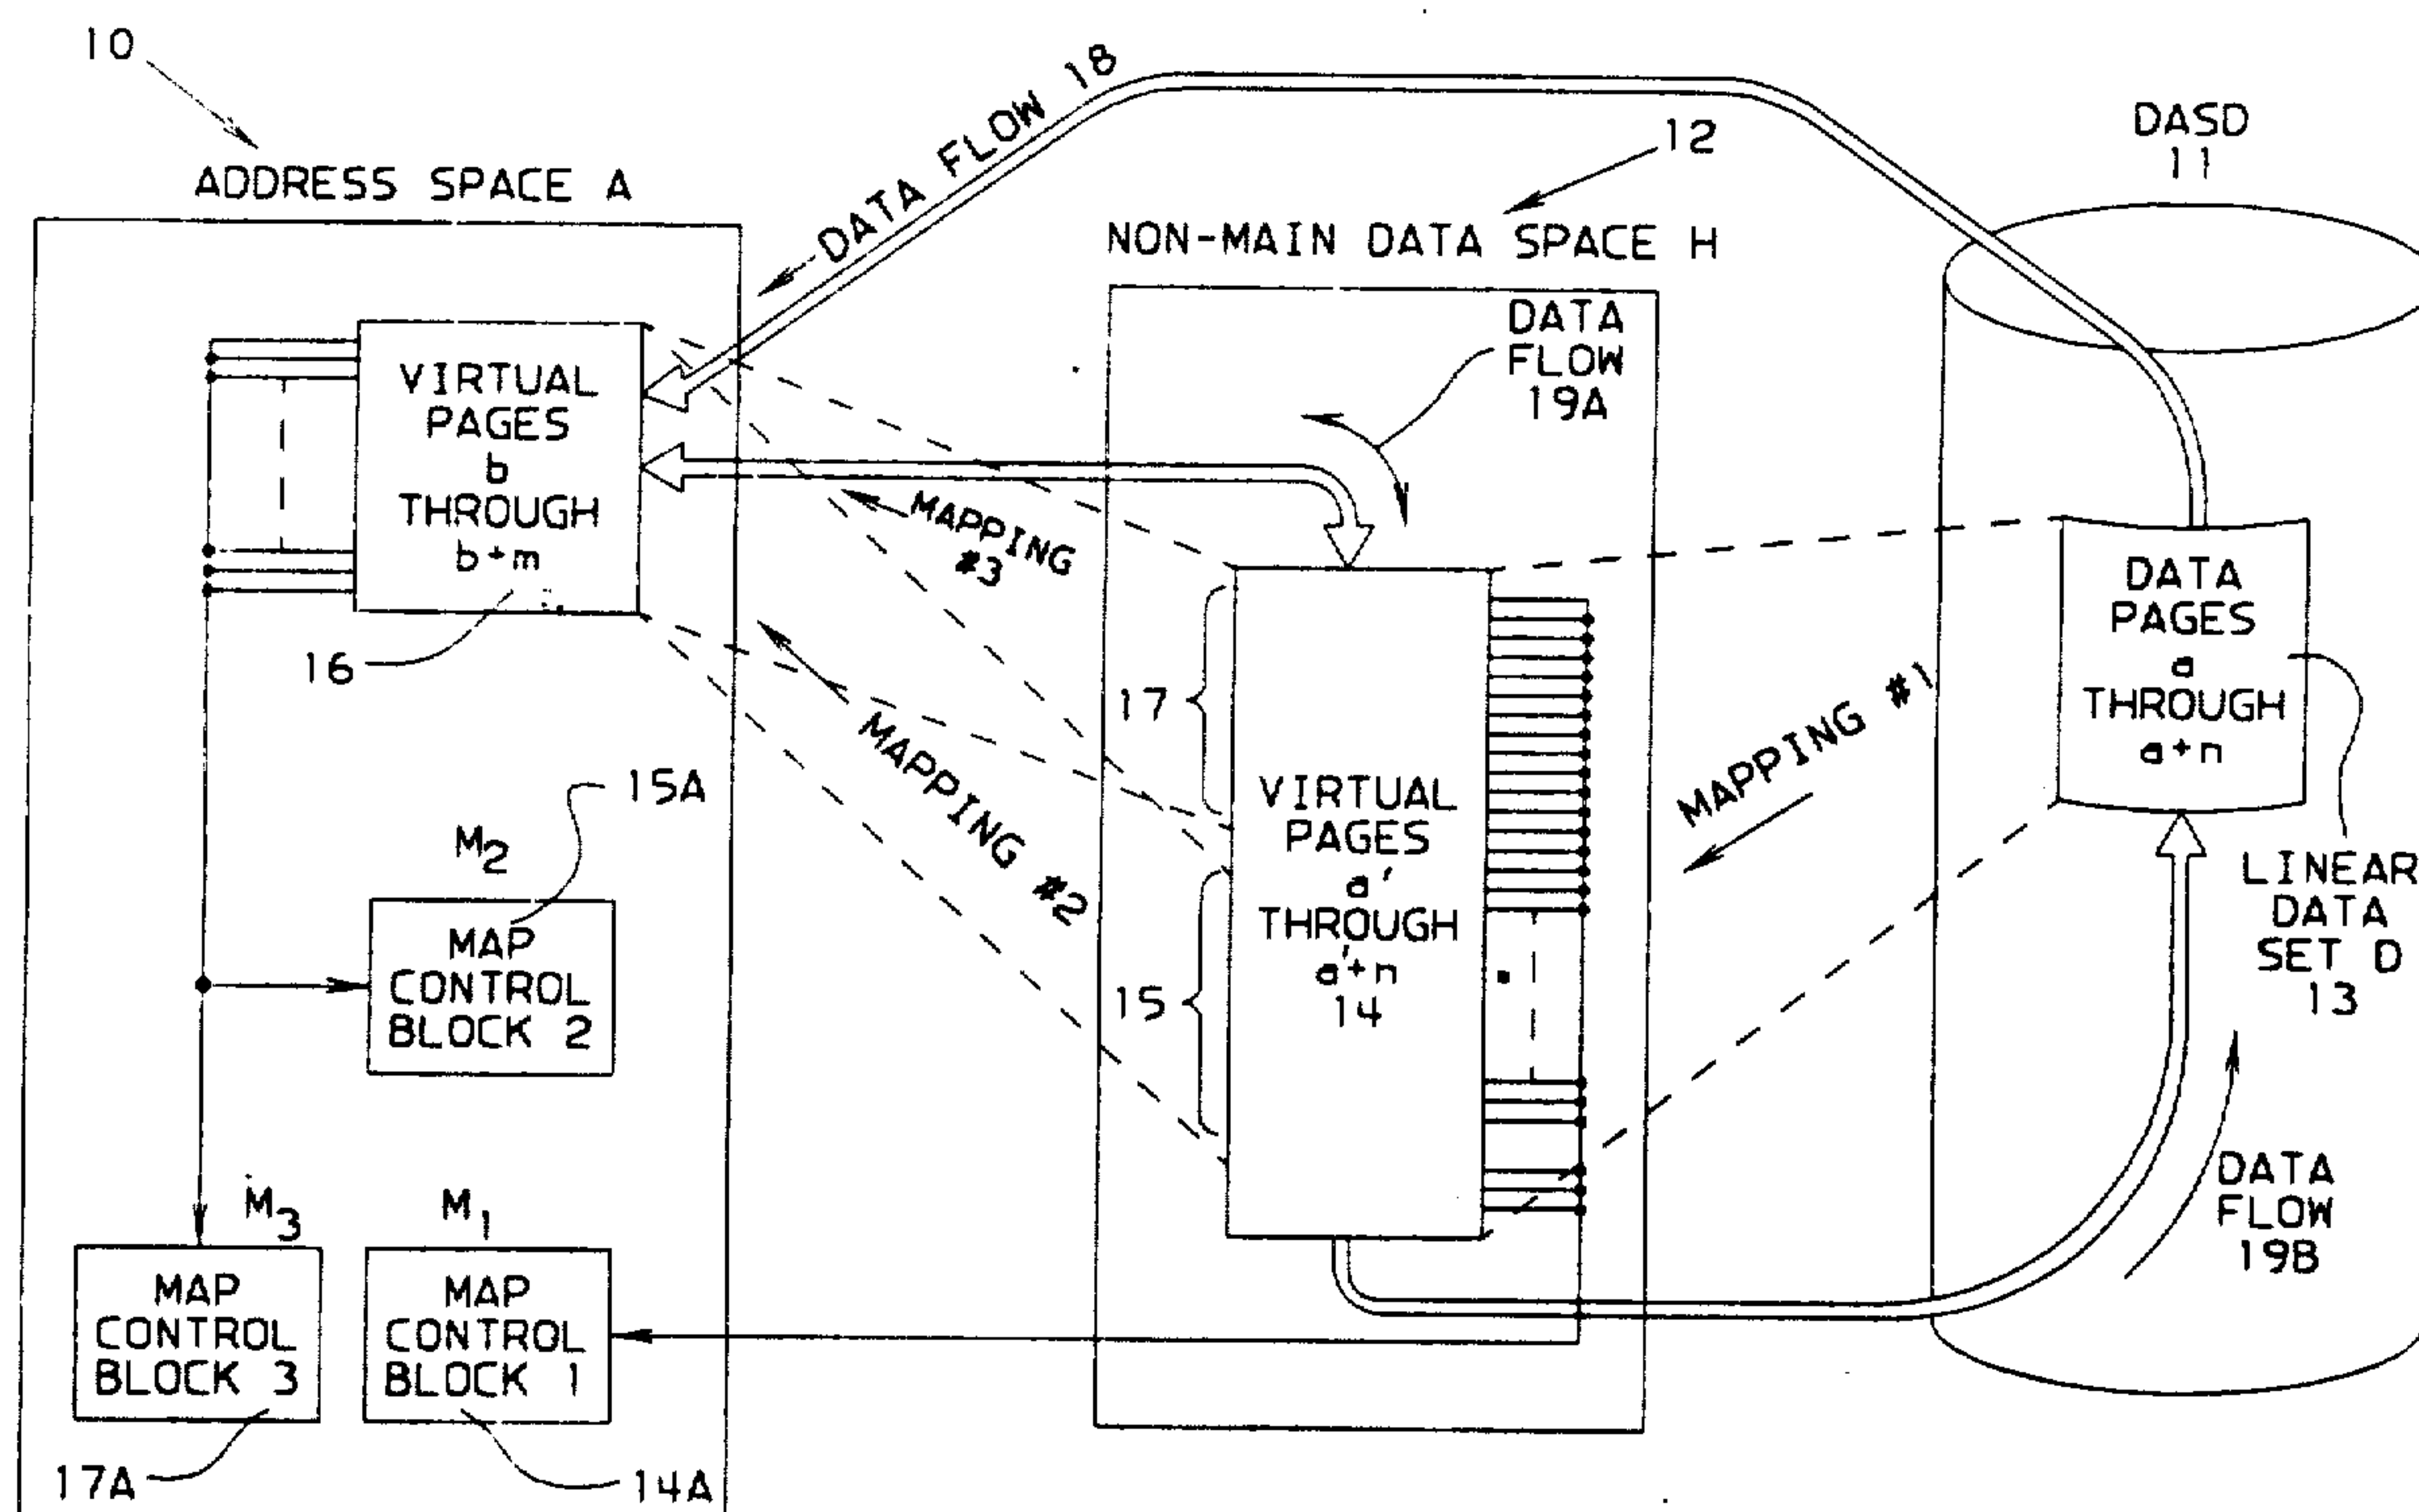 10
ADDRESS SPACE A
VIRTUAL
PAGES
b
THROUGH
b+m
16
15A
M2
MAP
CONTROL
BLOCK 2
M3
MAP
CONTROL
BLOCK 3
17A
M1
MAP
CONTROL
BLOCK 1
14A
DATA FLOW 18
MAPPING
#3
MAPPING #2
12
NON-MAIN DATA SPACE H
DATA
FLOW
19A
17
15
VIRTUAL
PAGES
a'
THROUGH
a'+n
14
MAPPING #1
DASD
11
DATA
PAGES
a
THROUGH
a+n
LINEAR
DATA
SET D
13
DATA
FLOW
19B